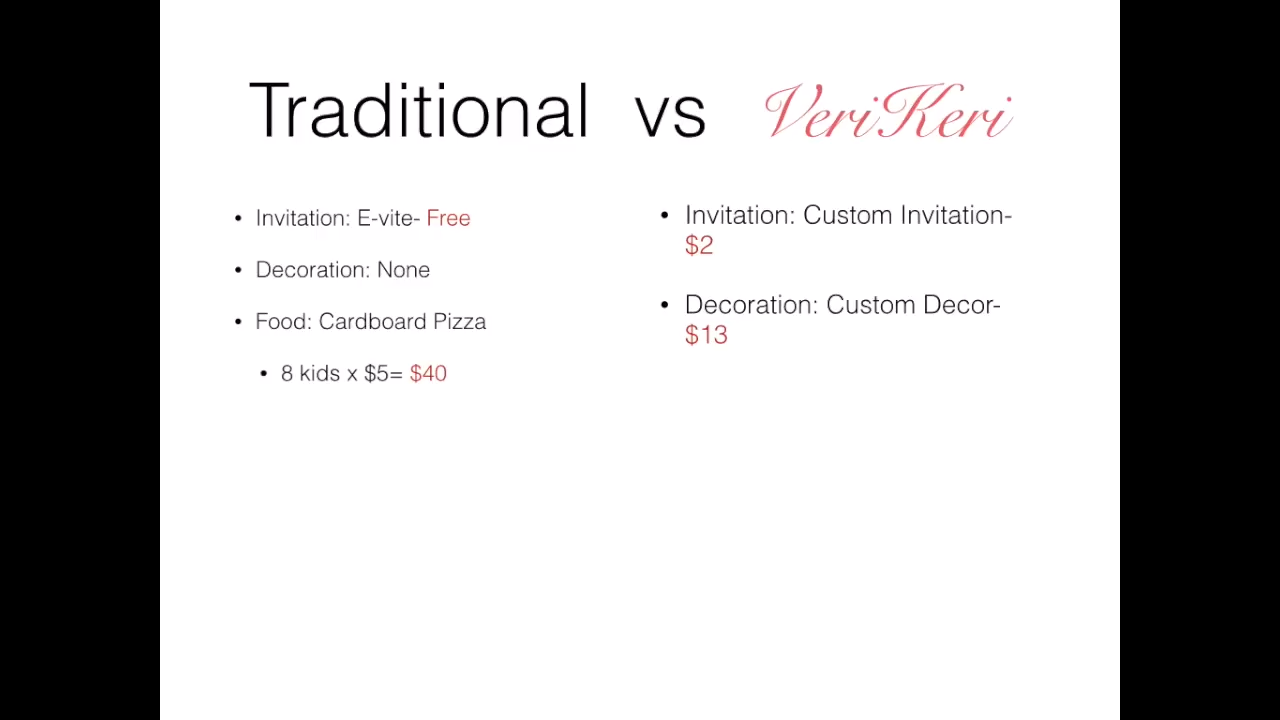 Traditional vs VeriKeri
• Invitation: E-vite- Free
• Decoration: None
• Food: Cardboard Pizza
• 8 kids x $5= $40
• Invitation: Custom Invitation-
$2
• Decoration: Custom Decor-
$13